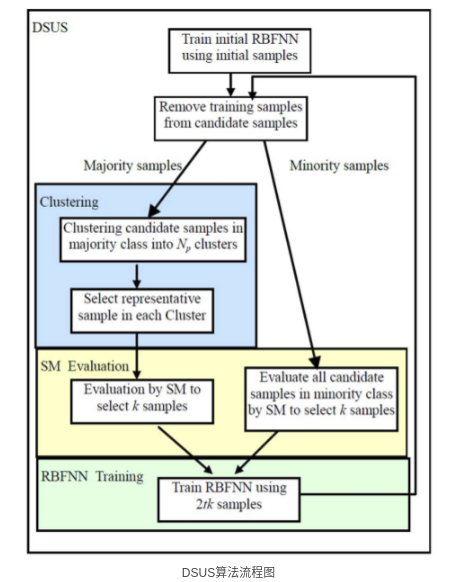 DSUS
Train initial RBFNN
using initial samples
Remove training samples
from candidate samples
Majority samples
Minority samples
Clustering
Clustering candidate samples in
majority class into Np clusters
Select representative
sample in each Cluster
SM Evaluation
Evaluation by SM to
select k samples
Evaluate all candidate
samples in minority class
by SM to select k samples
RBFNN Training
Train RBFNN using
2tk samples
DSUS算法流程图